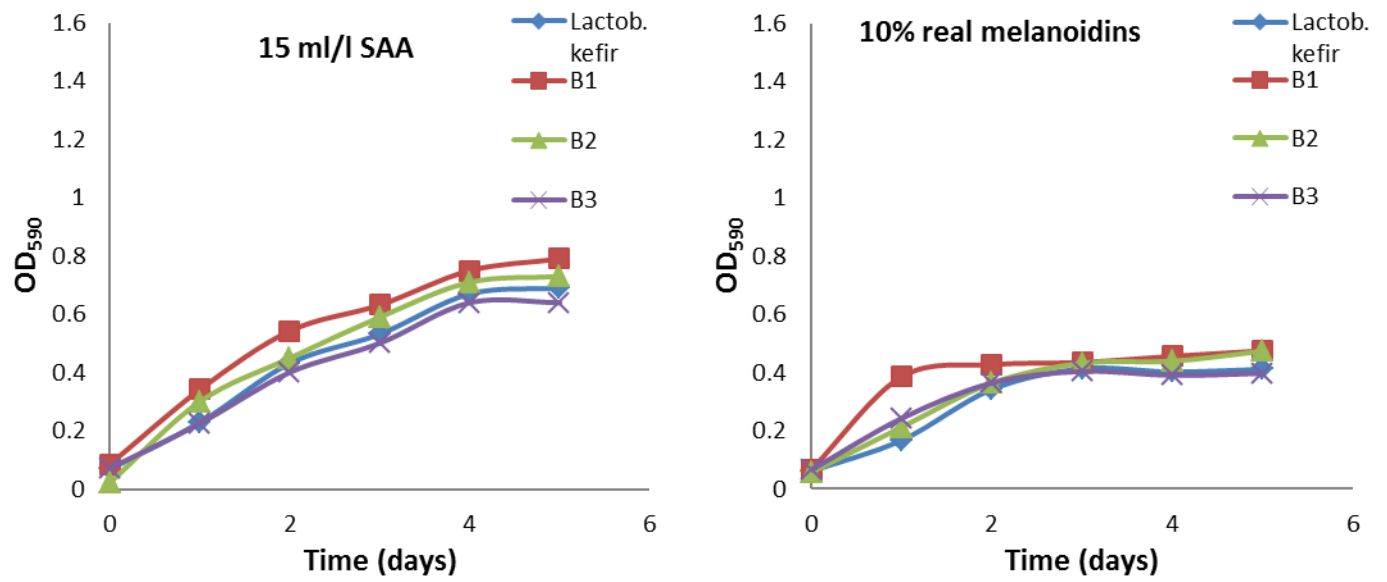 15 ml/l SAA
1.6
1.4
1.2
1
0.8
0.6
0.4
0.2
0
OD590
0 2 4 6
Time (days)
Lactob.
kefir
B1
B2
B3
10% real melanoidins
1.6
1.4
1.2
1
0.8
0.6
0.4
0.2
0
OD590
0 2 4 6
Time (days)
Lactob.
kefir
B1
B2
B3